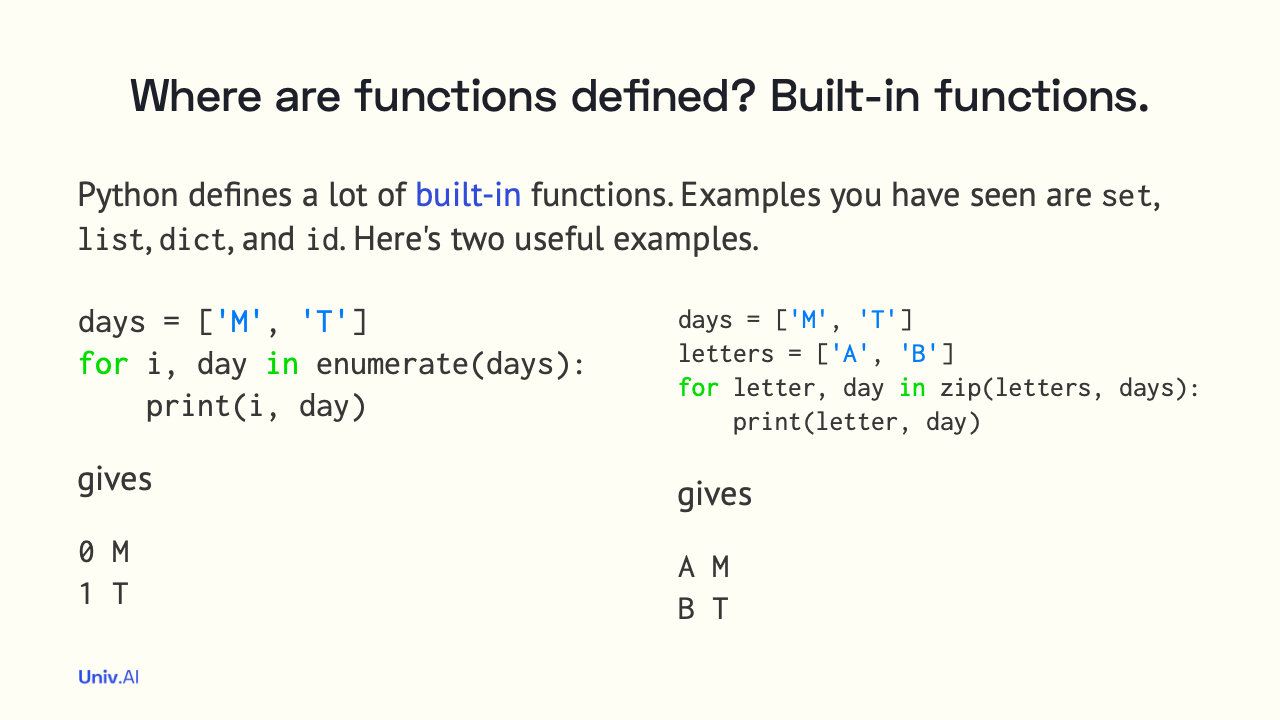 Where are functions defined? Built-in functions.
Python defines a lot of built-in functions. Examples you have seen are set,
list, dict, and id. Here's two useful examples.
days = ['M', 'T']
for i, day in enumerate(days):
    print(i, day)
gives
0 M
1 T
days = ['M', 'T']
letters = ['A', 'B']
for letter, day in zip(letters, days):
    print(letter, day)
gives
A M
B T
Univ.AI